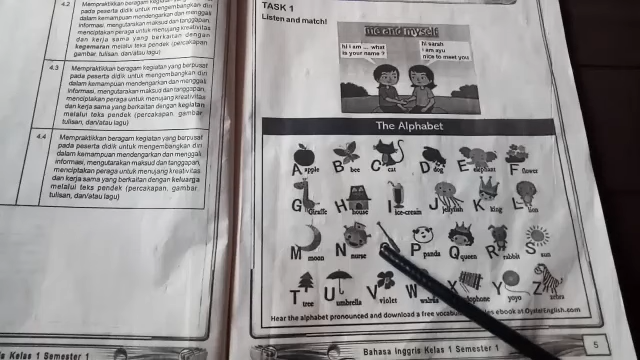 4.2
Mempraktikkan beragam kegiatan yang berpusat
pada peserta didik untuk mengembangkan diri
dalam kemampuan mendengarkan dan menggali
informasi, mengutarakan maksud dan tanggapan,
menciptakan peraga untuk menujang kreativitas
dan kerja sama yang berkaitan dengan
kegemaran melalui teks pendek (percakapan,
gambar, tulisan, dan/atau lagu)
4.3
Mempraktikkan beragam kegiatan yang berpusat
pada peserta didik untuk mengembangkan diri
dalam kemampuan mendengarkan dan menggali
informasi, mengutarakan maksud dan tanggapan,
menciptakan peraga untuk menujang kreativitas
dan kerja sama yang berkaitan dengan kegiatan
melalui teks pendek (percakapan, gambar,
tulisan, dan/atau lagu)
4.4
Mempraktikkan beragam kegiatan yang berpusat
pada peserta didik untuk mengembangkan diri
dalam kemampuan mendengarkan dan menggali
informasi, mengutarakan maksud dan tanggapan,
menciptakan peraga untuk menujang kreativitas
dan kerja sama yang berkaitan dengan keluarga
melalui teks pendek (percakapan, gambar,
tulisan, dan/atau lagu)
Kelas 1 Semester 1
TASK 1
Listen and match!
me and myself
hi I am ... what
is your name ?
hi sarah
I am ayu
nice to meet you
The Alphabet
A apple B bee C cat D dog E elephant F flower
G Giraffe H house I ice-cream J jellyfish K king L lion
M moon N nurse P panda Q queen R rabbit S sun
T tree U umbrella V violet W X Y yoyo Z zebra
Hear the alphabet pronounced and download a free ebook at OysterEnglish.com
Bahasa Inggris Kelas 1 Semester 1
5